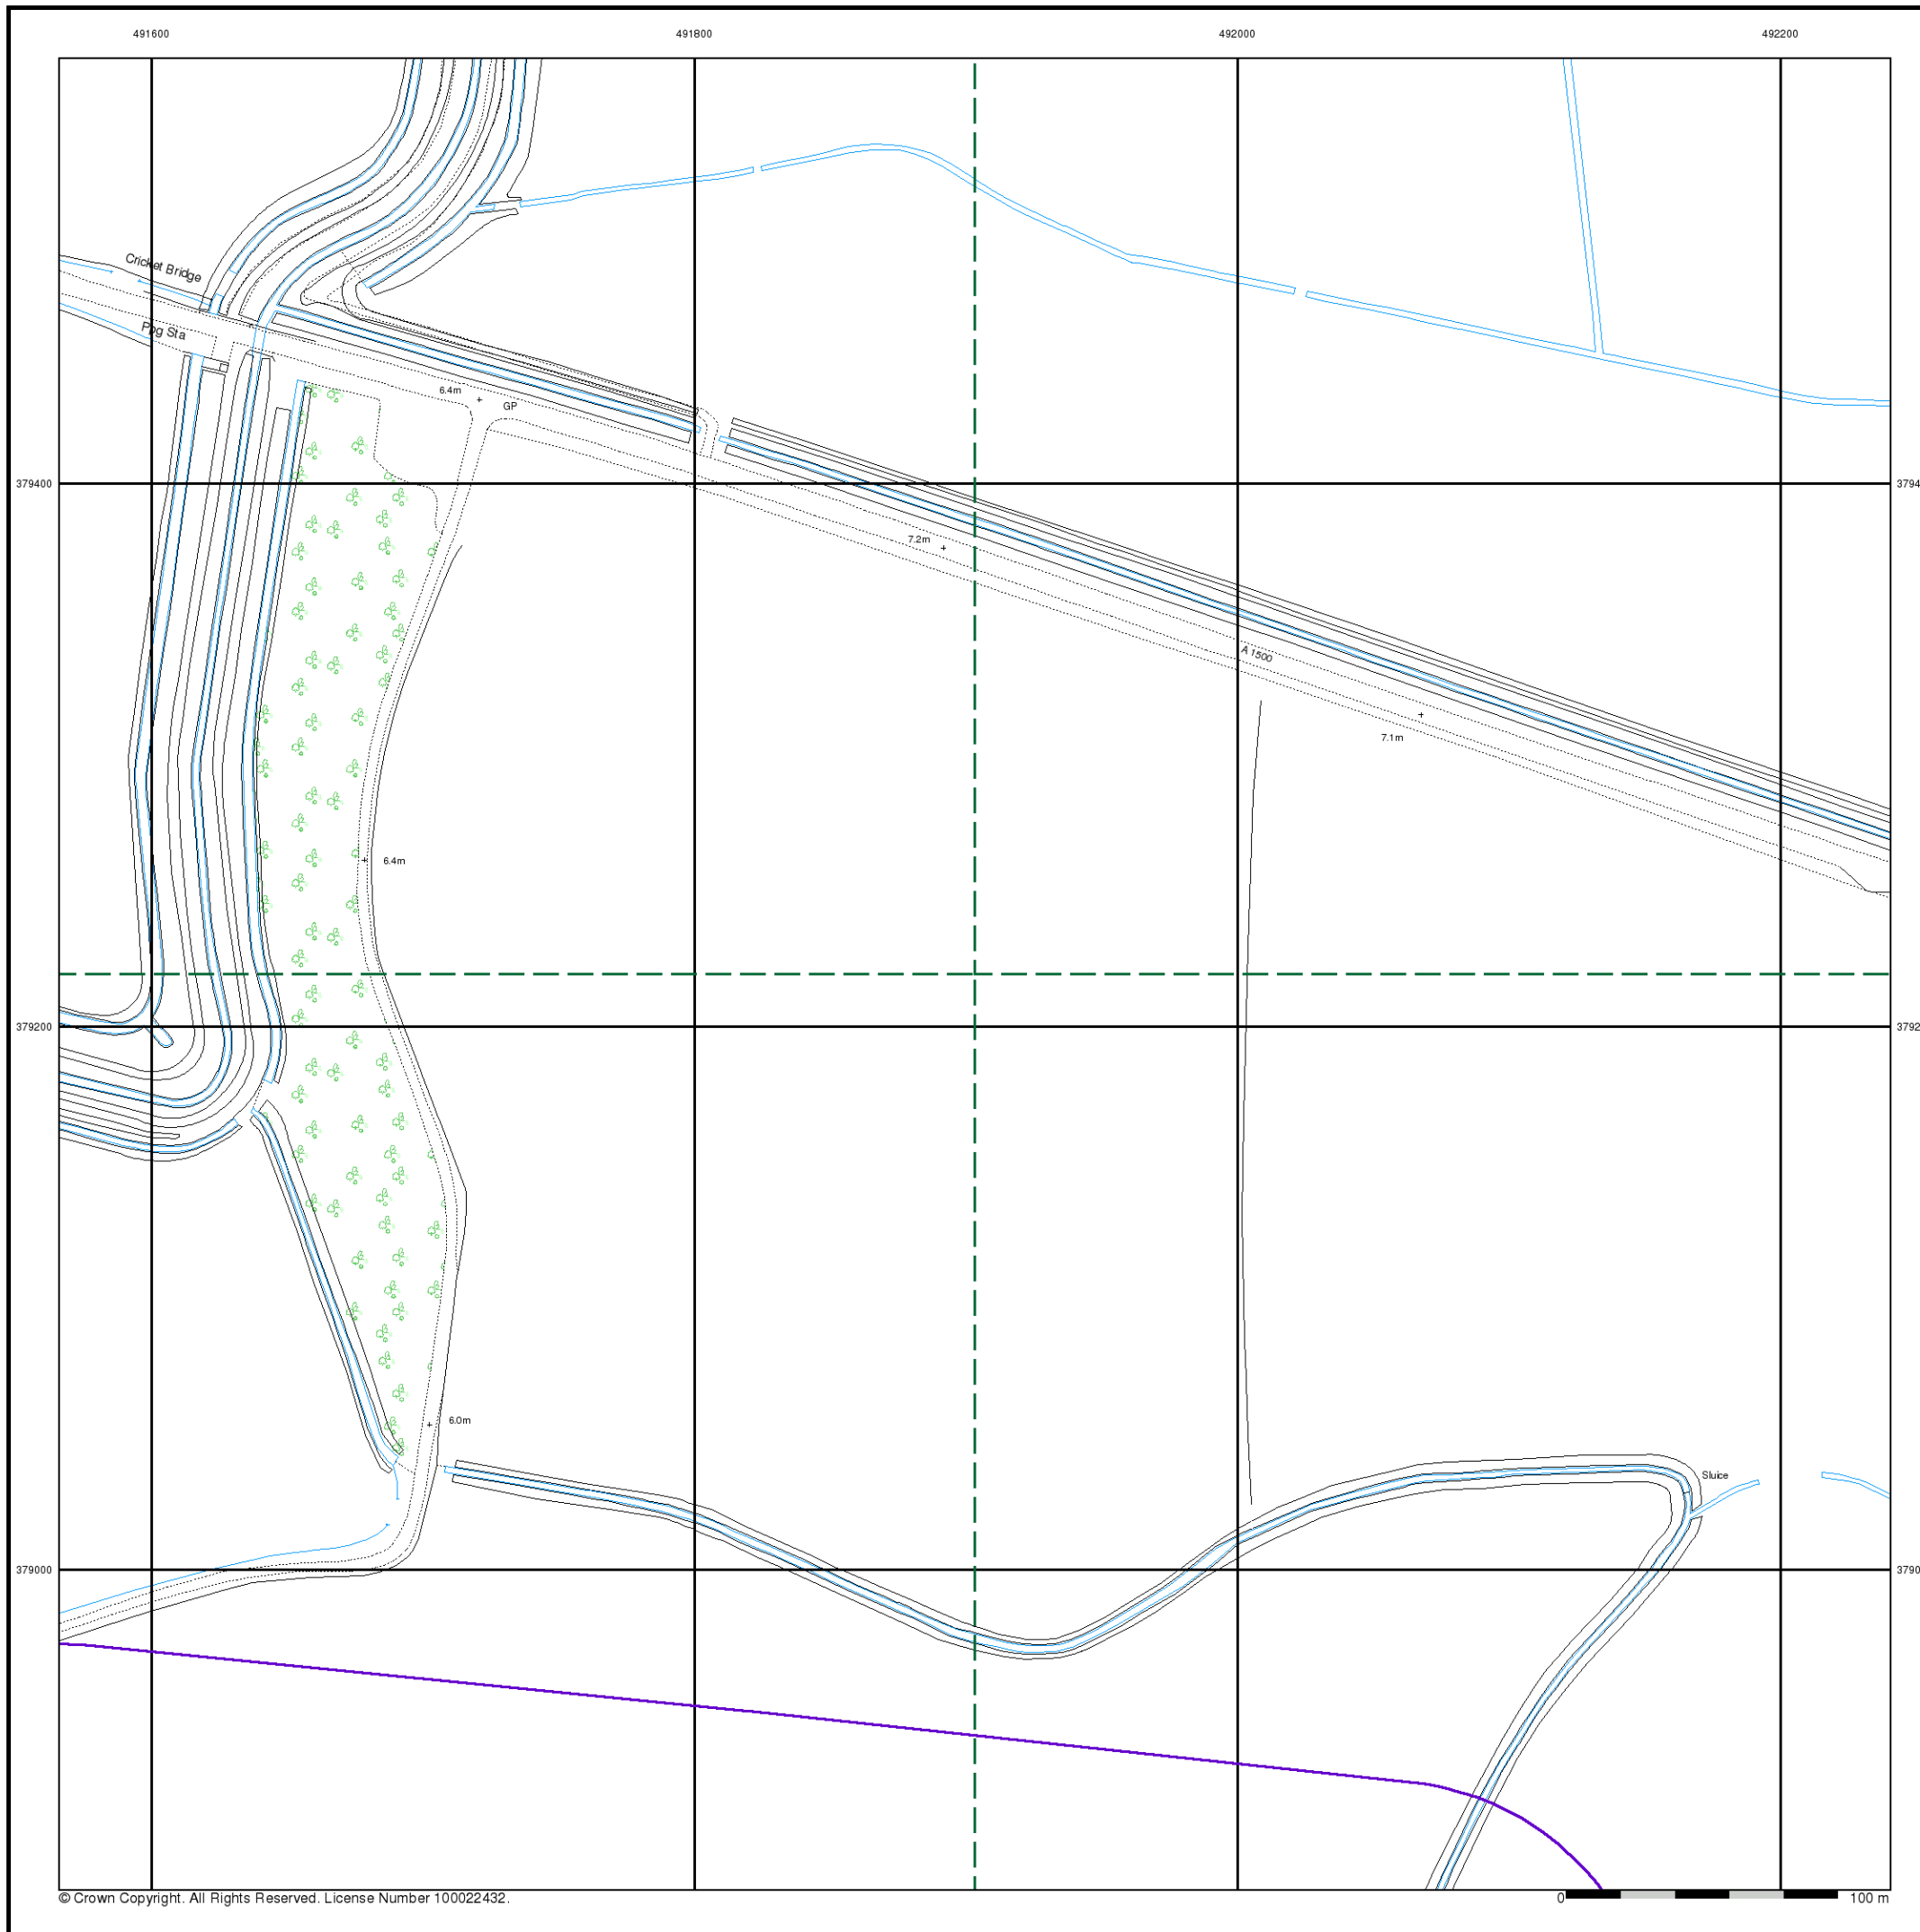 491600 491800 492000 492200
Cricket Bridge
Ppg Sta
6.4m
GP
379400
3794
7.2m
A 1500
7.1m
6.4m
379200
3792
6.0m
Sluice
379000
3790
© Crown Copyright. All Rights Reserved. License Number 100022432.
0 100 m